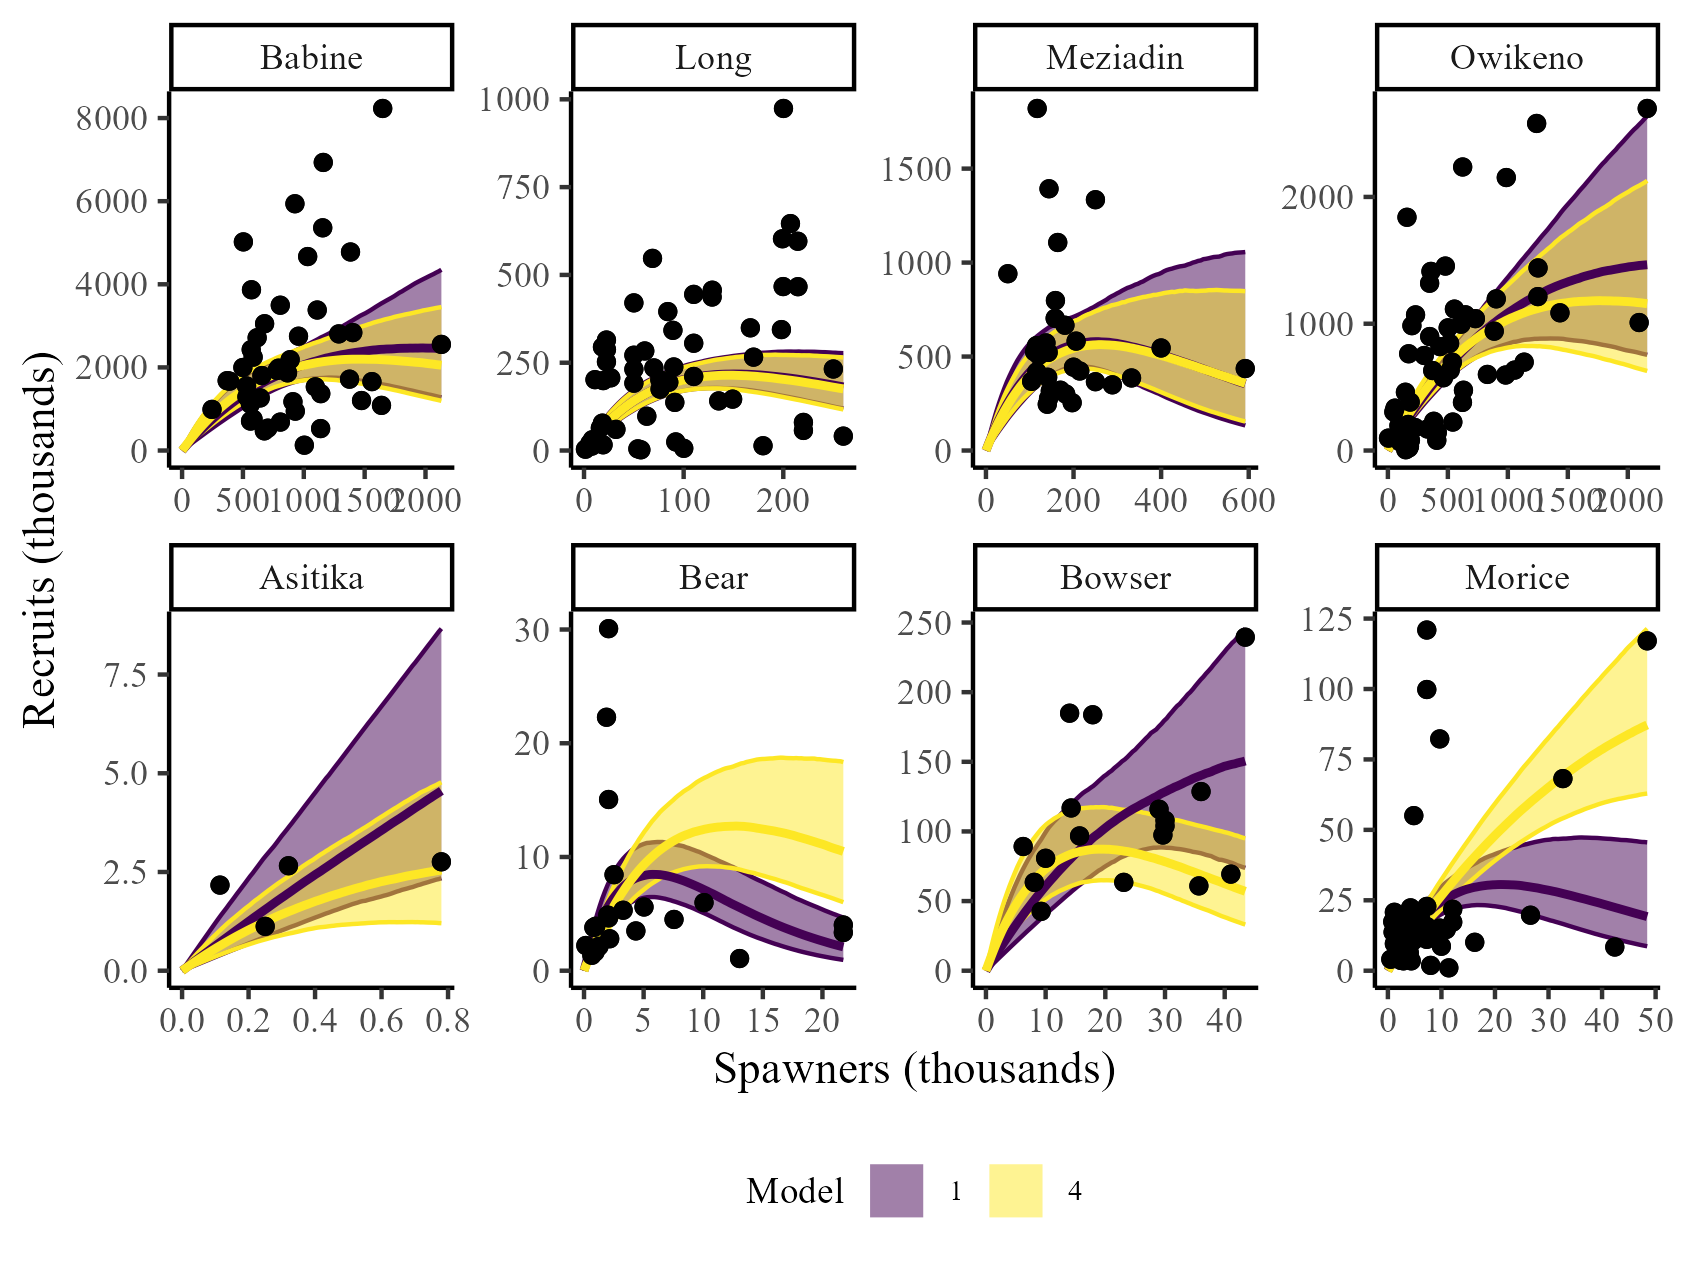 Babine Long Meziadin Owikeno
8000
6000
4000
2000
0
1000
750
500
250
0
1500
1000
500
0
2000
1000
0
0 500 1000 1500 2000
0 100 200
0 200 400 600
0 500 1000 1500 2000
Recruits (thousands)
Asitika Bear Bowser Morice
7.5
5.0
2.5
0.0
30
20
10
0
250
200
150
100
50
0
125
100
75
50
25
0
0.0 0.2 0.4 0.6 0.8
0 5 10 15 20
0 10 20 30 40
0 10 20 30 40 50
Spawners (thousands)
Model 1 4